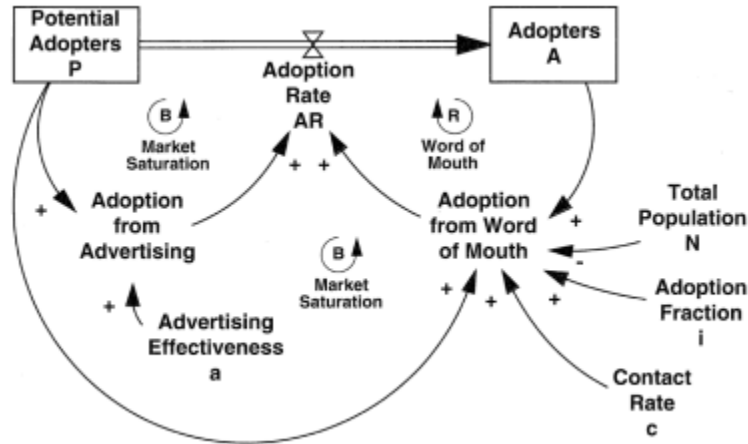 Potential
Adopters
P
Adopters
A
Adoption
Rate
AR
B
Market
Saturation
R
Word of
Mouth
+
+
+
Adoption
from
Advertising
Adoption
from Word
of Mouth
+
-
Total
Population
N
B
Market
Saturation
+
+
+
+
Advertising
Effectiveness
a
Adoption
Fraction
i
Contact
Rate
c